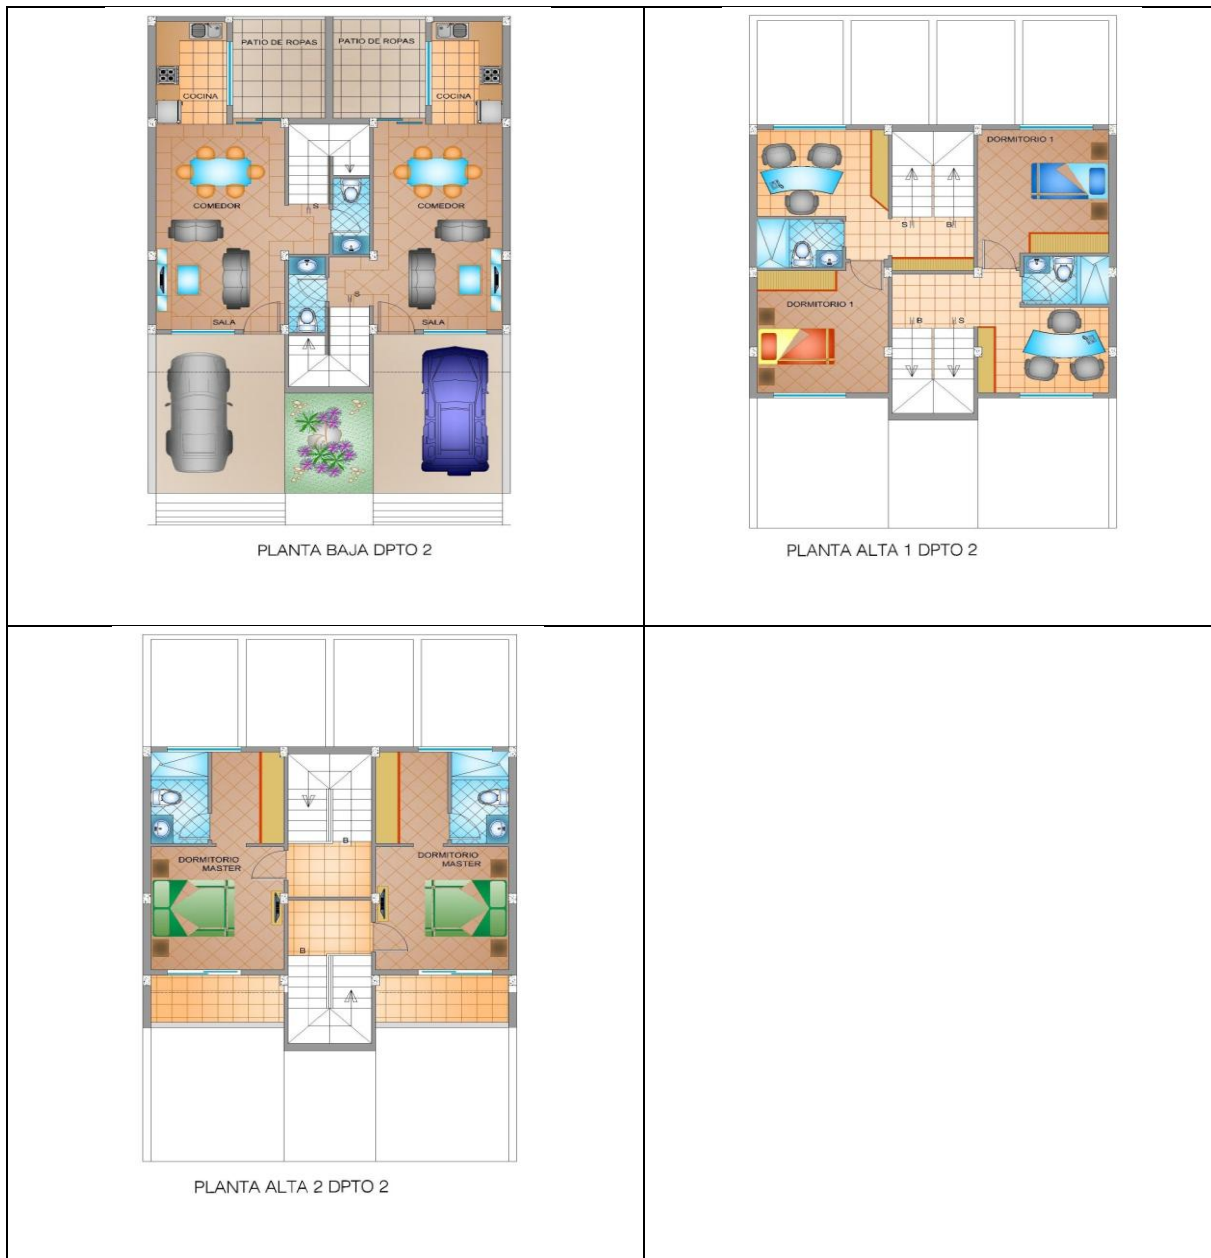 PATIO DE ROPAS
PATIO DE ROPAS
COCINA
COCINA
S
COMEDOR
COMEDOR
S
SALA
SALA
PLANTA BAJA DPTO 2
DORMITORIO 1
S
B
DORMITORIO 1
B
S
PLANTA ALTA 1 DPTO 2
B
DORMITORIO
MASTER
DORMITORIO
MASTER
B
PLANTA ALTA 2 DPTO 2